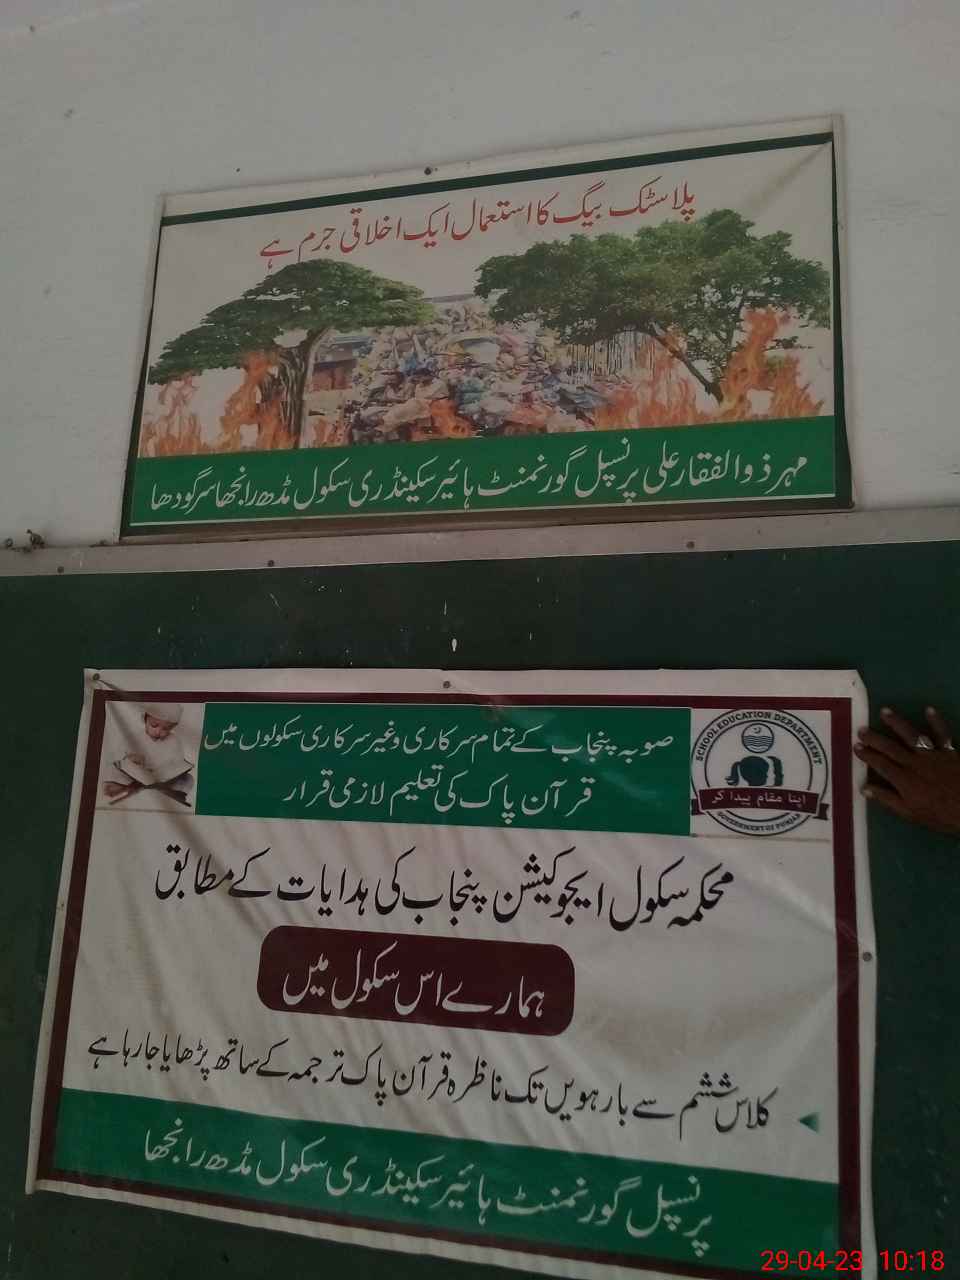 پلاسٹک بیگ کا استعمال ایک اخلاقی جرم ہے
مہر ذوالفقار علی پرنسپل گورنمنٹ ہائیر سکینڈری سکول مڈھ رانجھا سرگودھا
صوبہ پنجاب کے تمام سرکاری و غیر سرکاری سکولوں میں
قرآن پاک کی تعلیم لازمی قرار
SCHOOL EDUCATION DEPARTMENT
اپنا مقام پیدا کر
GOVERNMENT OF PUNJAB
محکمہ سکول ایجوکیشن پنجاب کی ہدایات کے مطابق
ہمارے اس سکول میں
کلاس ششم سے بارہویں تک ناظرہ قرآن پاک ترجمہ کے ساتھ پڑھایا جا رہا ہے
پرنسپل گورنمنٹ ہائیر سکینڈری سکول مڈھ رانجھا
29-04-23 10:18